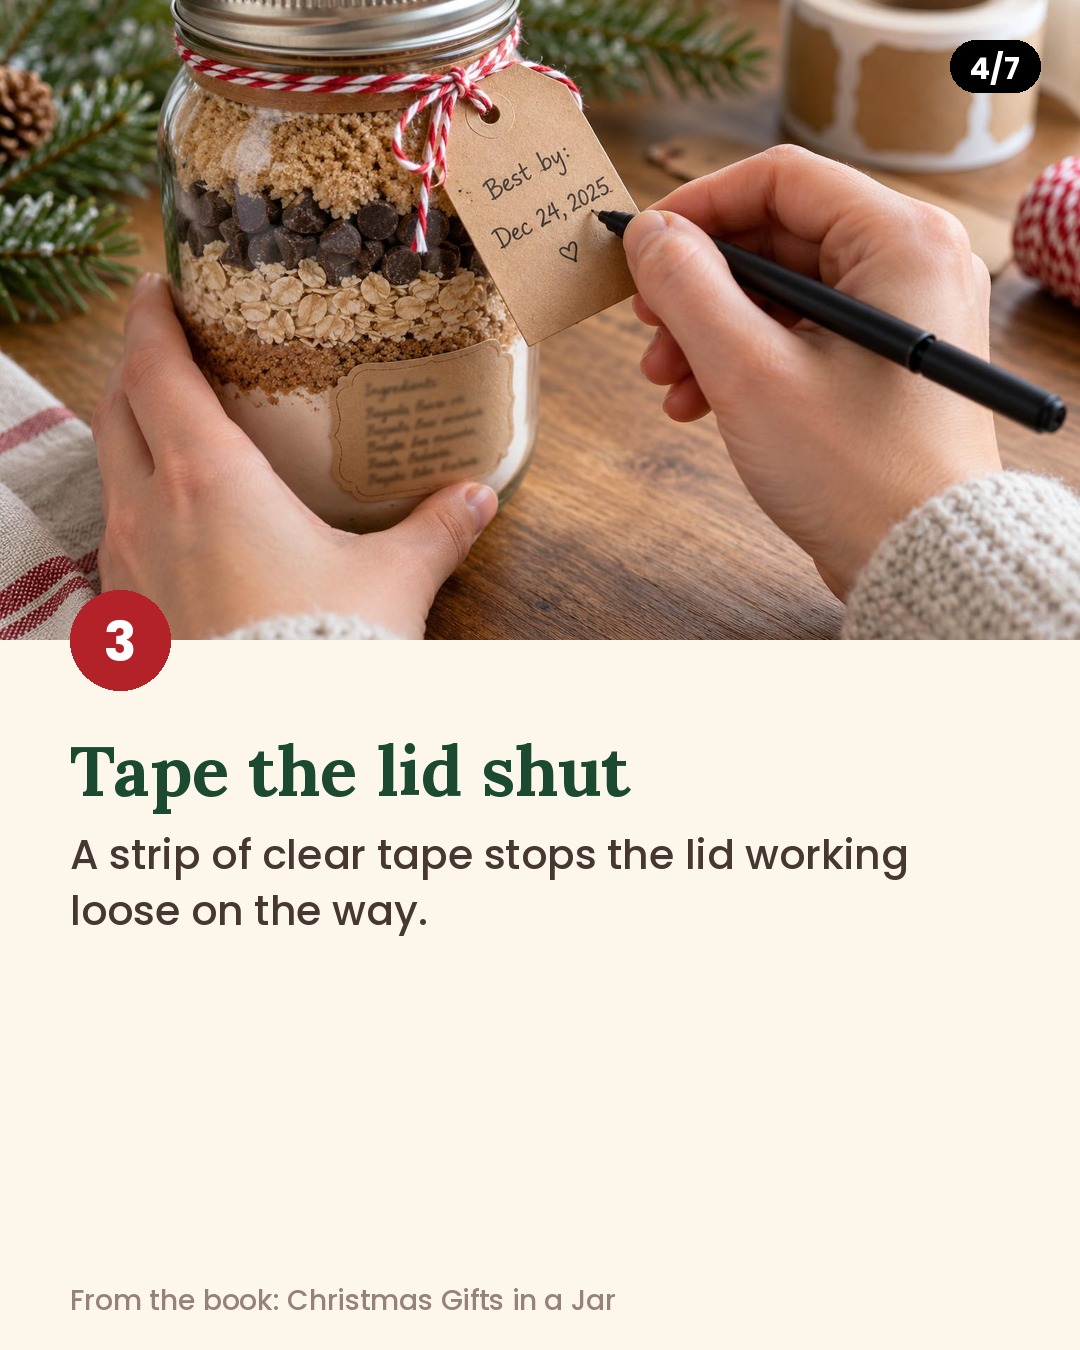 4/7
Best by:
Dec 24, 2025.
Ingredients
3
Tape the lid shut
A strip of clear tape stops the lid working
loose on the way.
From the book: Christmas Gifts in a Jar